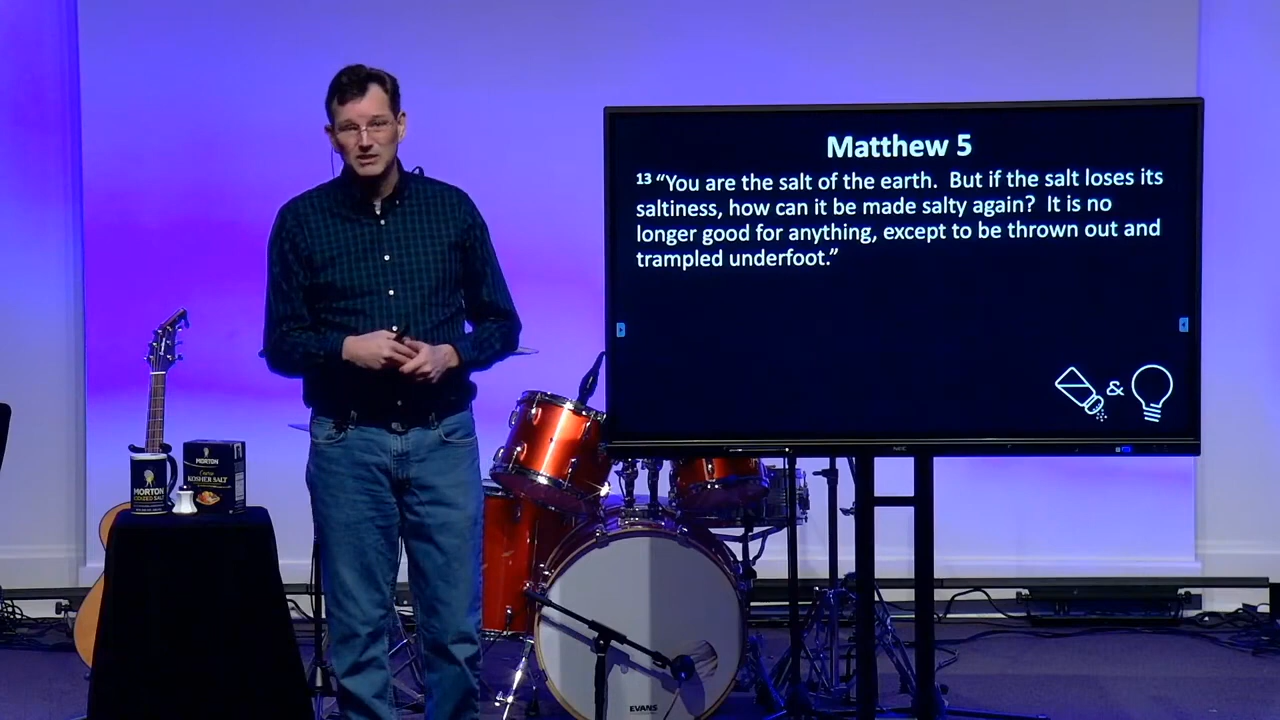 Matthew 5
13 “You are the salt of the earth. But if the salt loses its
saltiness, how can it be made salty again? It is no
longer good for anything, except to be thrown out and
trampled underfoot.”
&
MORTON
IODIZED SALT
MORTON
Coarse
KOSHER SALT
NEC
EVANS